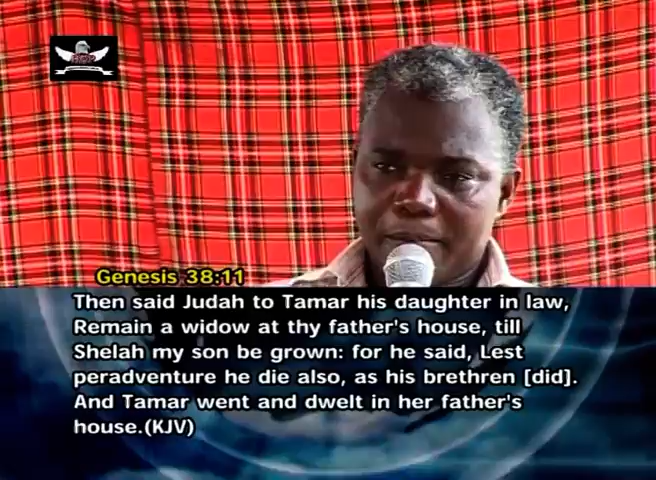 Genesis 38:11
Then said Judah to Tamar his daughter in law,
Remain a widow at thy father's house, till
Shelah my son be grown: for he said, Lest
peradventure he die also, as his brethren [did].
And Tamar went and dwelt in her father's
house.(KJV)